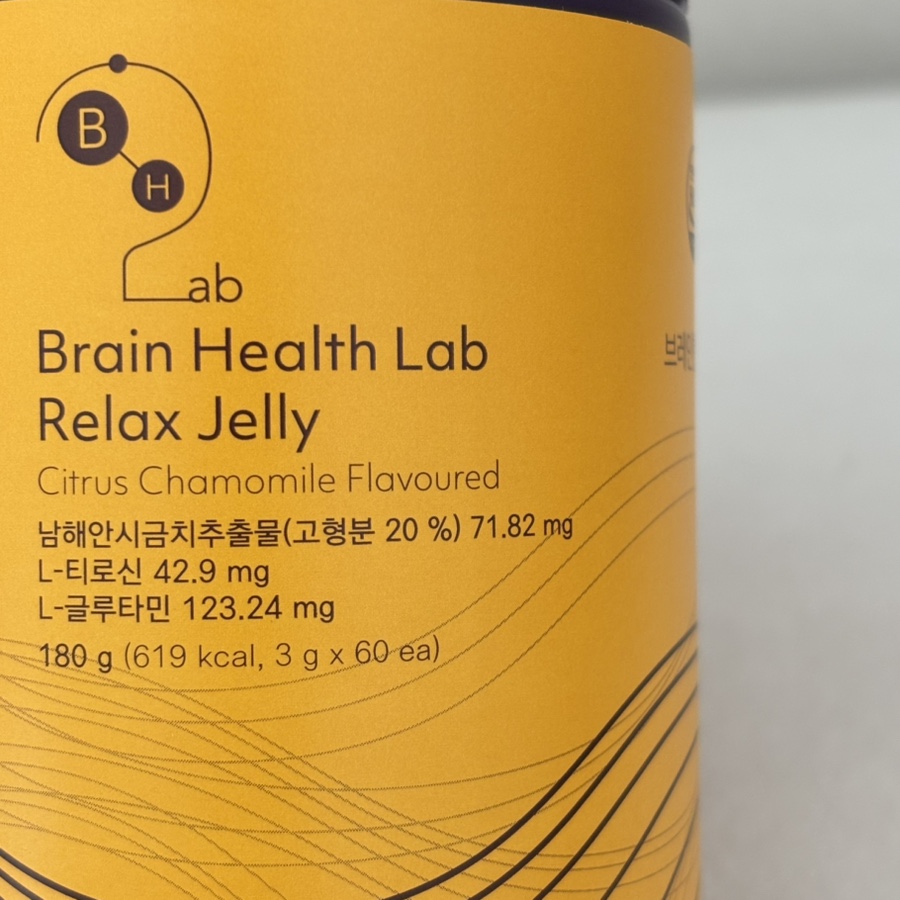 B
H
Lab
Brain Health Lab
Relax Jelly
Citrus Chamomile Flavoured
남해안시금치추출물(고형분 20 %) 71.82 mg
L-티로신 42.9 mg
L-글루타민 123.24 mg
180 g (619 kcal, 3 g x 60 ea)